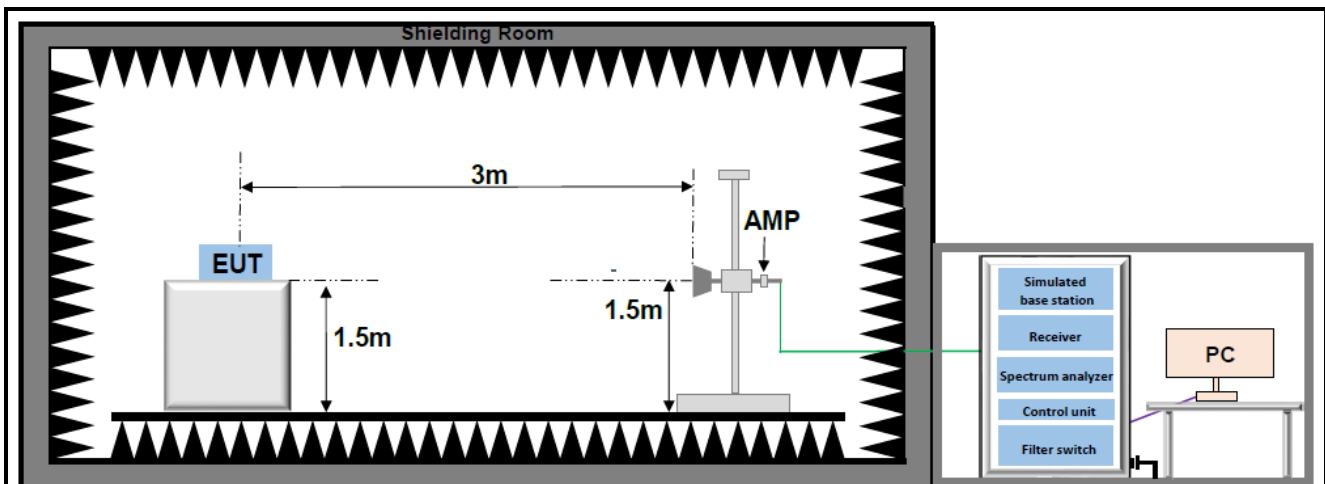 Shielding Room
3m
AMP
EUT
1.5m
1.5m
Simulated
base station
Receiver
Spectrum analyzer
Control unit
Filter switch
PC